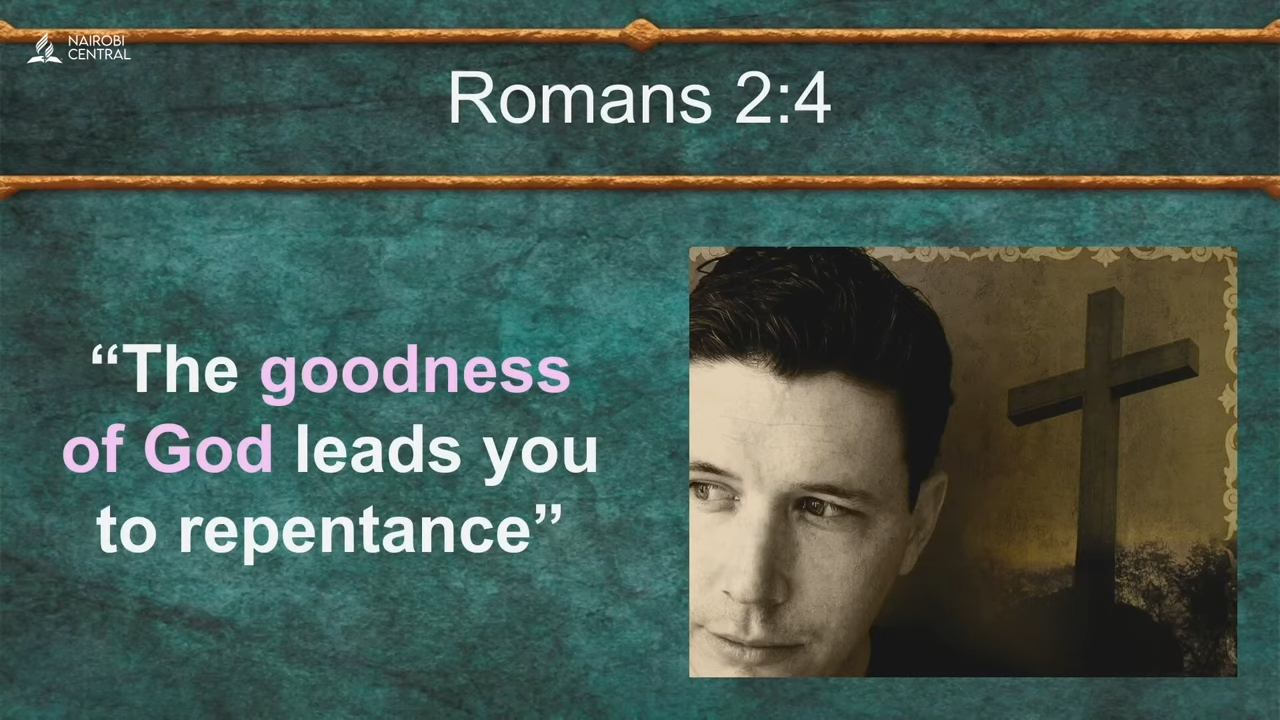 NAIROBI
CENTRAL
Romans 2:4
“The goodness
of God leads you
to repentance”